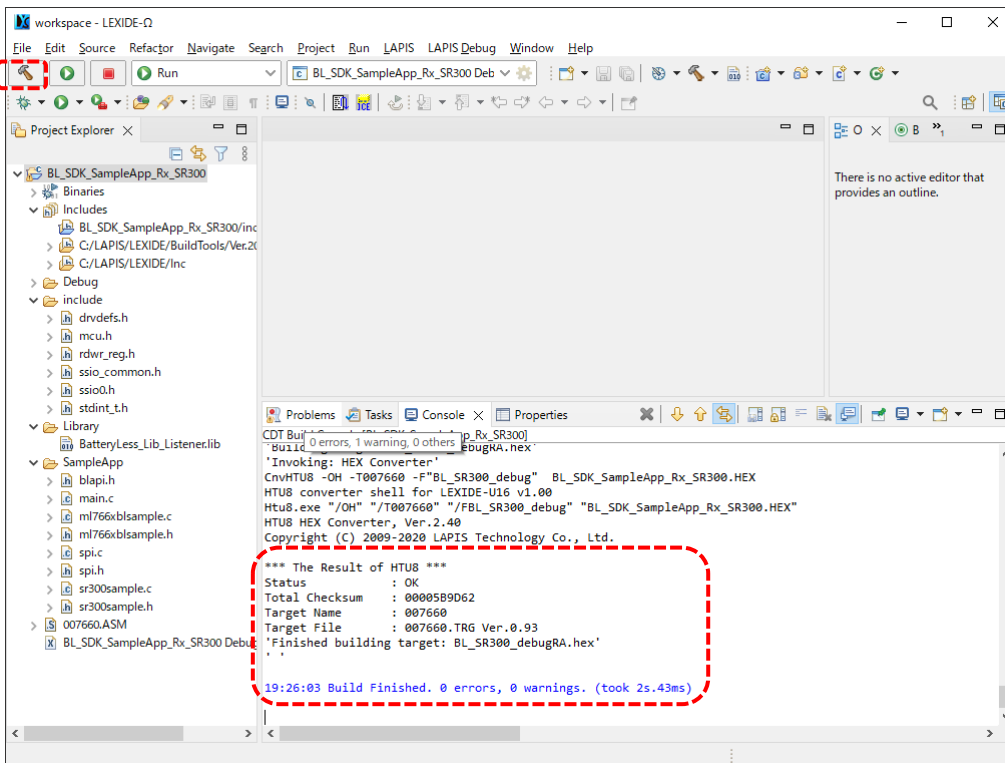 workspace - LEXIDE-Ω
File Edit Source Refactor Navigate Search Project Run LAPIS LAPIS Debug Window Help
Run
BL_SDK_SampleApp_Rx_SR300 Deb
Project Explorer
BL_SDK_SampleApp_Rx_SR300
Binaries
Includes
BL_SDK_SampleApp_Rx_SR300/inc
C:/LAPIS/LEXIDE/BuildTools/Ver.20
C:/LAPIS/LEXIDE/Inc
Debug
include
drvdefs.h
mcu.h
rdwr_reg.h
ssio_common.h
ssio0.h
stdint_t.h
Library
BatteryLess_Lib_Listener.lib
SampleApp
blapi.h
main.c
ml766xblsample.c
ml766xblsample.h
spi.c
spi.h
sr300sample.c
sr300sample.h
007660.ASM
BL_SDK_SampleApp_Rx_SR300 Debug
O
B
There is no active editor that
provides an outline.
Problems Tasks Console Properties
CDT Bui p_Rx_SR300]
0 errors, 1 warning, 0 others
'Build ebugRA.hex'
'Invoking: HEX Converter'
CnvHTU8 -OH -T007660 -F"BL_SR300_debug" BL_SDK_SampleApp_Rx_SR300.HEX
HTU8 converter shell for LEXIDE-U16 v1.00
Htu8.exe "/OH" "/T007660" "/FBL_SR300_debug" "BL_SDK_SampleApp_Rx_SR300.HEX"
HTU8 HEX Converter, Ver.2.40
Copyright (C) 2009-2020 LAPIS Technology Co., Ltd.
*** The Result of HTU8 ***
Status : OK
Total Checksum : 00005B9D62
Target Name : 007660
Target File : 007660.TRG Ver.0.93
'Finished building target: BL_SR300_debugRA.hex'
' '
19:26:03 Build Finished. 0 errors, 0 warnings. (took 2s.43ms)